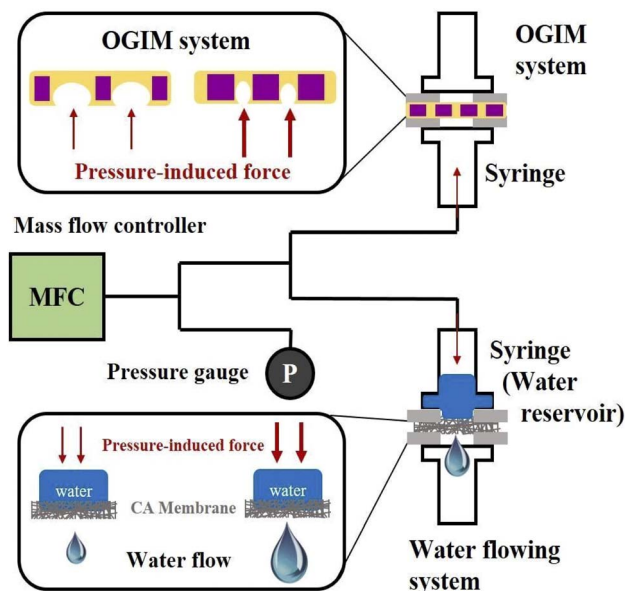 OGIM system
Pressure-induced force
OGIM
system
Syringe
Mass flow controller
MFC
Pressure gauge
P
Syringe
(Water
reservoir)
Pressure-induced force
water
water
CA Membrane
Water flow
Water flowing
system